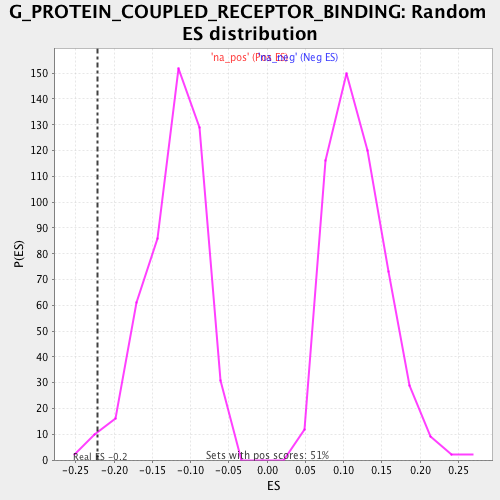 G_PROTEIN_COUPLED_RECEPTOR_BINDING: Random
ES distribution
'na_pos' (Pos ES) 'na_neg' (Neg ES)
150
140
130
120
110
100
90
80
70
60
50
40
30
20
10
0
P(ES)
Real ES -0.2
Sets with pos scores: 51%
-0.25 -0.20 -0.15 -0.10 -0.05 0.00 0.05 0.10 0.15 0.20 0.25
ES